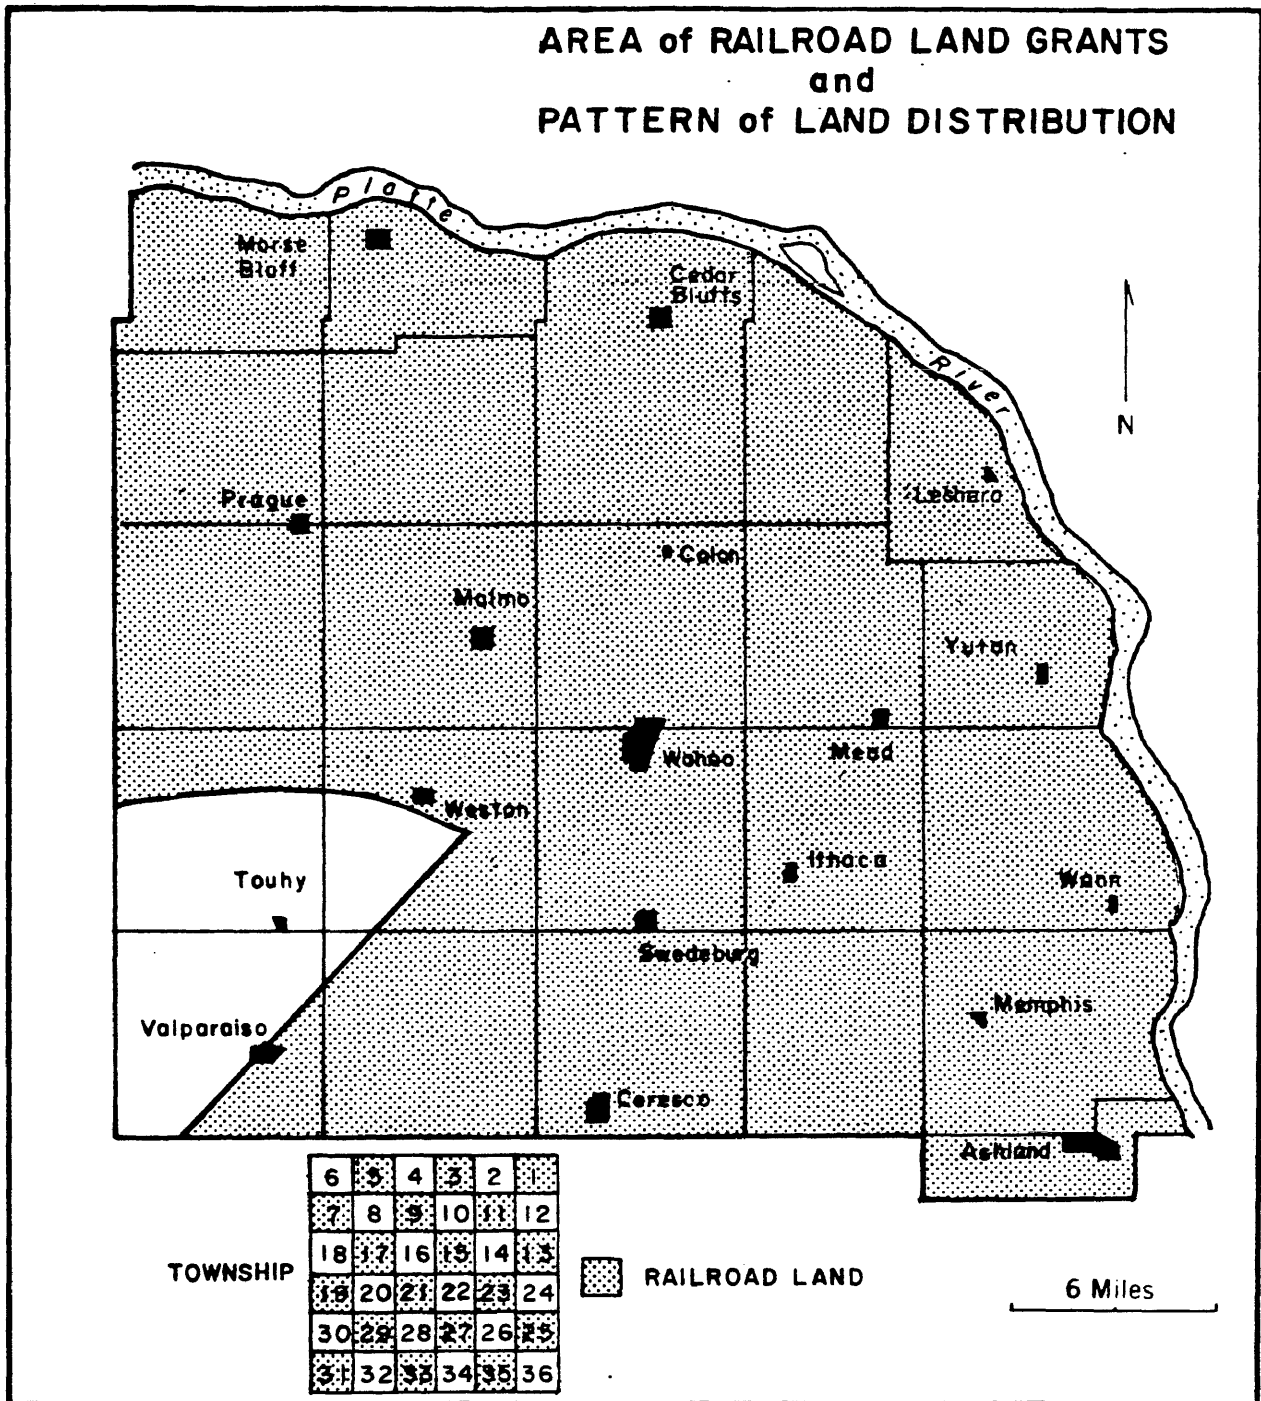 AREA of RAILROAD LAND GRANTS
and
PATTERN of LAND DISTRIBUTION
Platte
Morse
Bluff
Cedar
Bluffs
River
N
Prague
Leshara
Colon
Malmo
Yutan
Wahoo
Mead
Weston
Ithaca
Touhy
Wann
Swedeburg
Memphis
Valparaiso
Ceresco
Ashland
6 5 4 3 2 1
7 8 9 10 11 12
18 17 16 15 14 13
TOWNSHIP
19 20 21 22 23 24
30 29 28 27 26 25
31 32 33 34 35 36
RAILROAD LAND
6 Miles